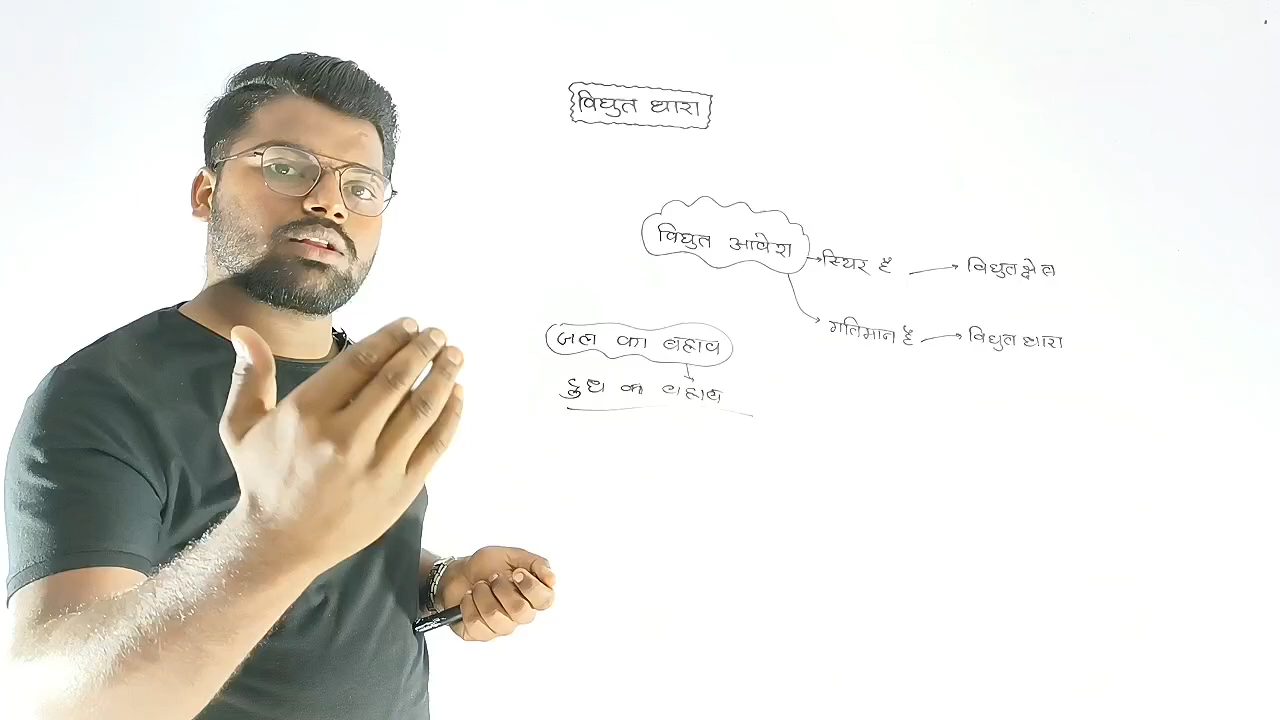 विद्युत धारा
विद्युत आवेश
स्थिर है
विद्युत क्षेत्र
गतिमान है
विद्युत धारा
जल का बहाव
दुध का बहाव